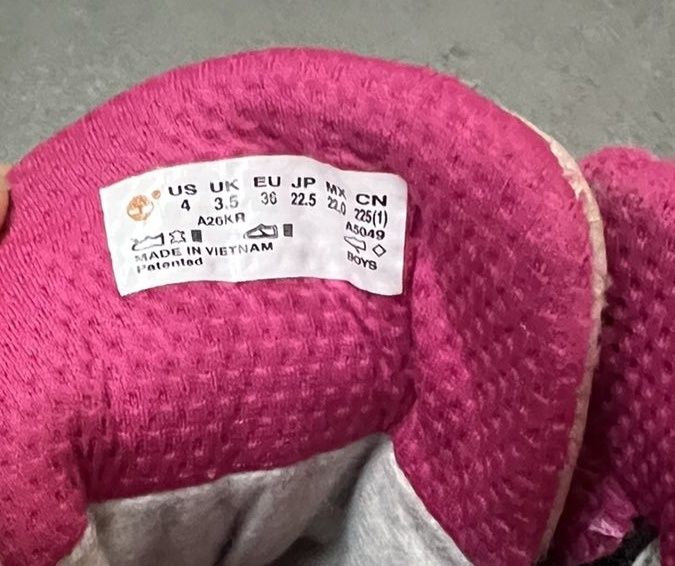 US UK EU JP MX CN
4 3.5 36 22.5 22.0 225(1)
A26KR A5049
MADE IN VIETNAM BOYS
Patented